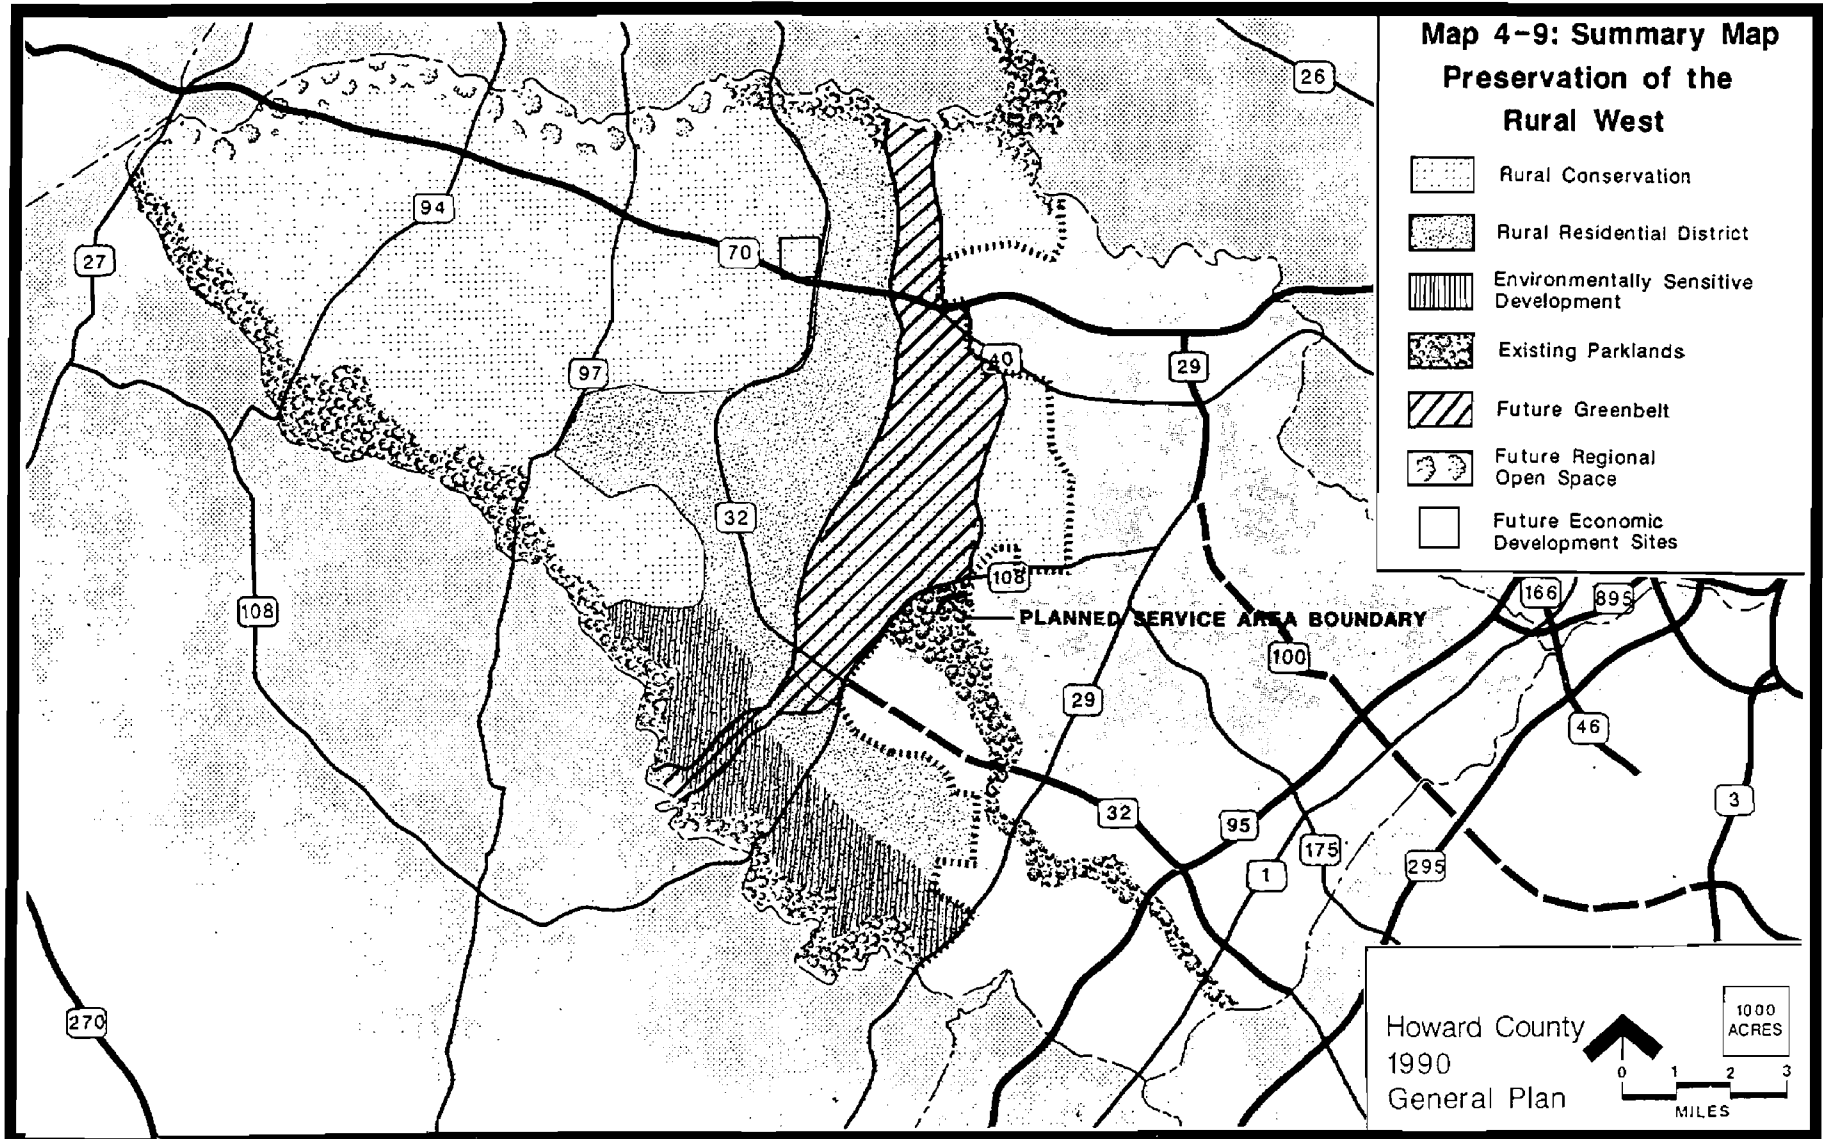 Map 4-9: Summary Map
Preservation of the
Rural West
Rural Conservation
Rural Residential District
Environmentally Sensitive
Development
Existing Parklands
Future Greenbelt
Future Regional
Open Space
Future Economic
Development Sites
26
94
27
70
40
29
97
32
108
108
PLANNED SERVICE AREA BOUNDARY
166
895
100
29
46
3
32
95
175
1
295
270
Howard County
1990
General Plan
1000
ACRES
0 1 2 3
MILES